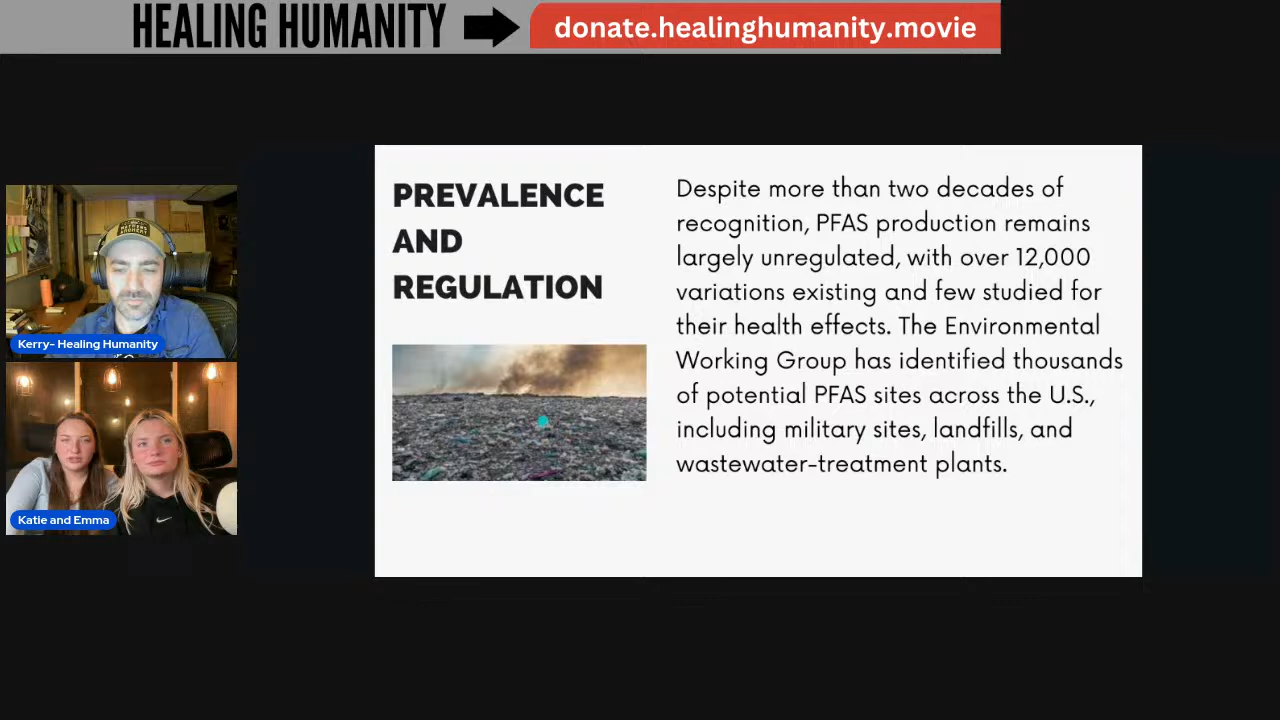 HEALING HUMANITY
donate.healinghumanity.movie
PREVALENCE
AND
REGULATION
Despite more than two decades of
recognition, PFAS production remains
largely unregulated, with over 12,000
variations existing and few studied for
their health effects. The Environmental
Working Group has identified thousands
of potential PFAS sites across the U.S.,
including military sites, landfills, and
wastewater-treatment plants.
Kerry- Healing Humanity
Katie and Emma